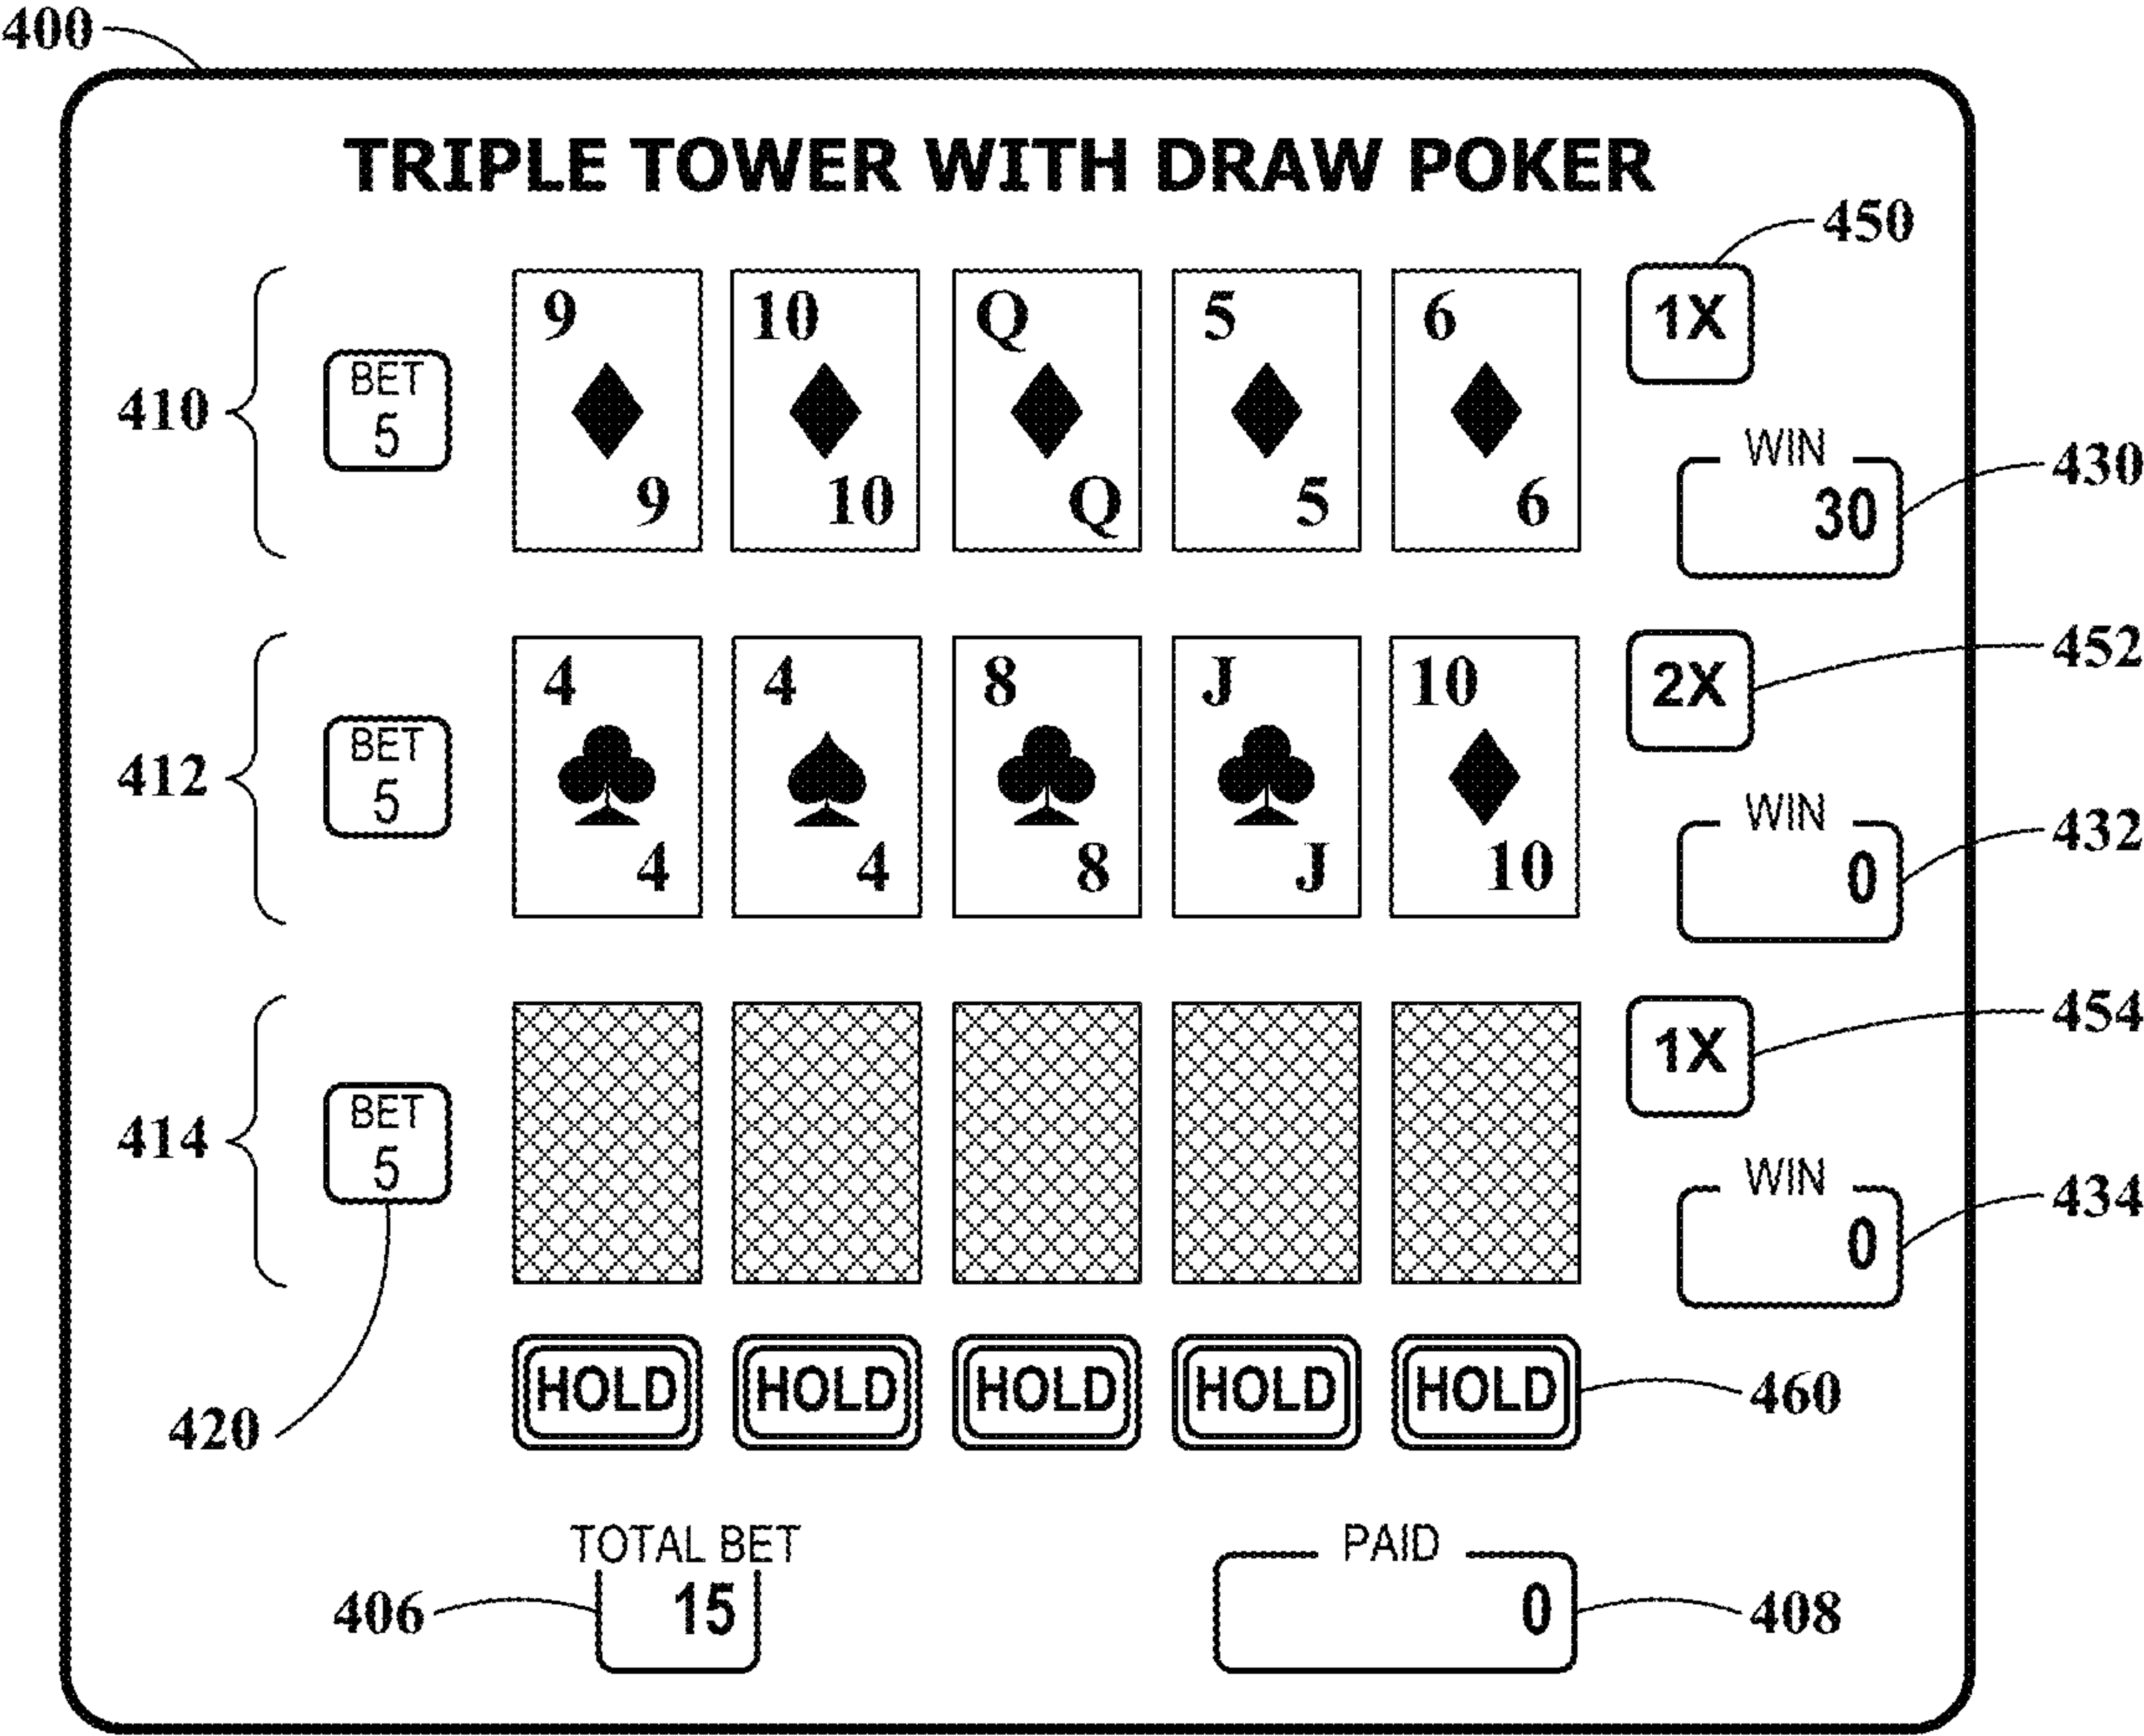 400
TRIPLE TOWER WITH DRAW POKER
450
410
BET
5
9
9
10
10
Q
Q
5
5
6
6
1X
WIN
30
430
412
BET
5
4
4
4
4
8
8
J
J
10
10
2X
452
WIN
0
432
414
BET
5
1X
454
WIN
0
434
420
HOLD HOLD HOLD HOLD HOLD
460
TOTAL BET
15
406
PAID
0
408